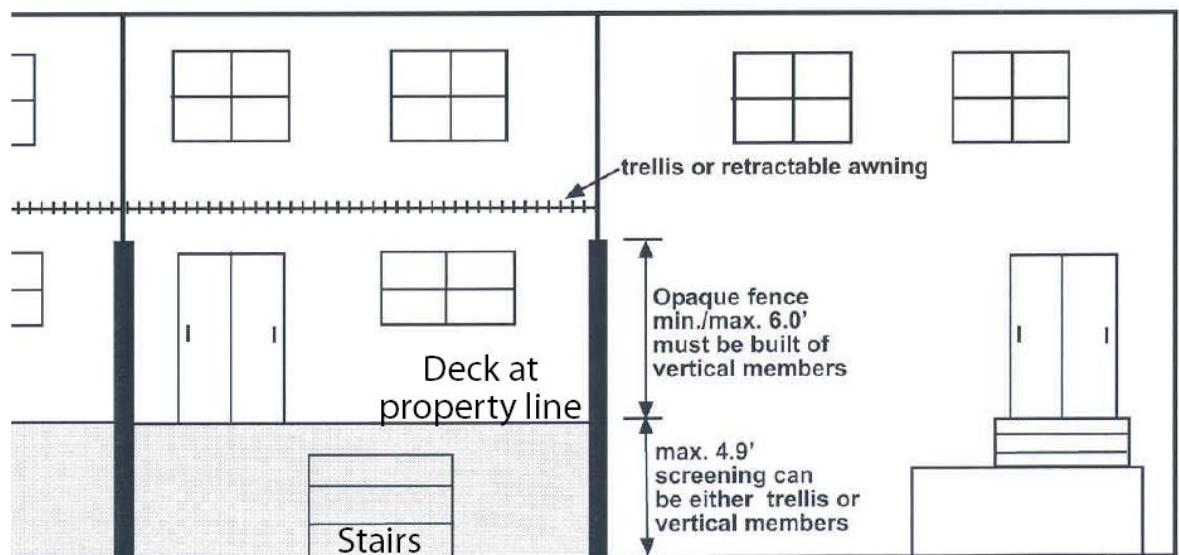 trellis or retractable awning
Opaque fence
min./max. 6.0’
must be built of
vertical members
Deck at
property line
max. 4.9’
screening can
be either trellis or
vertical members
Stairs